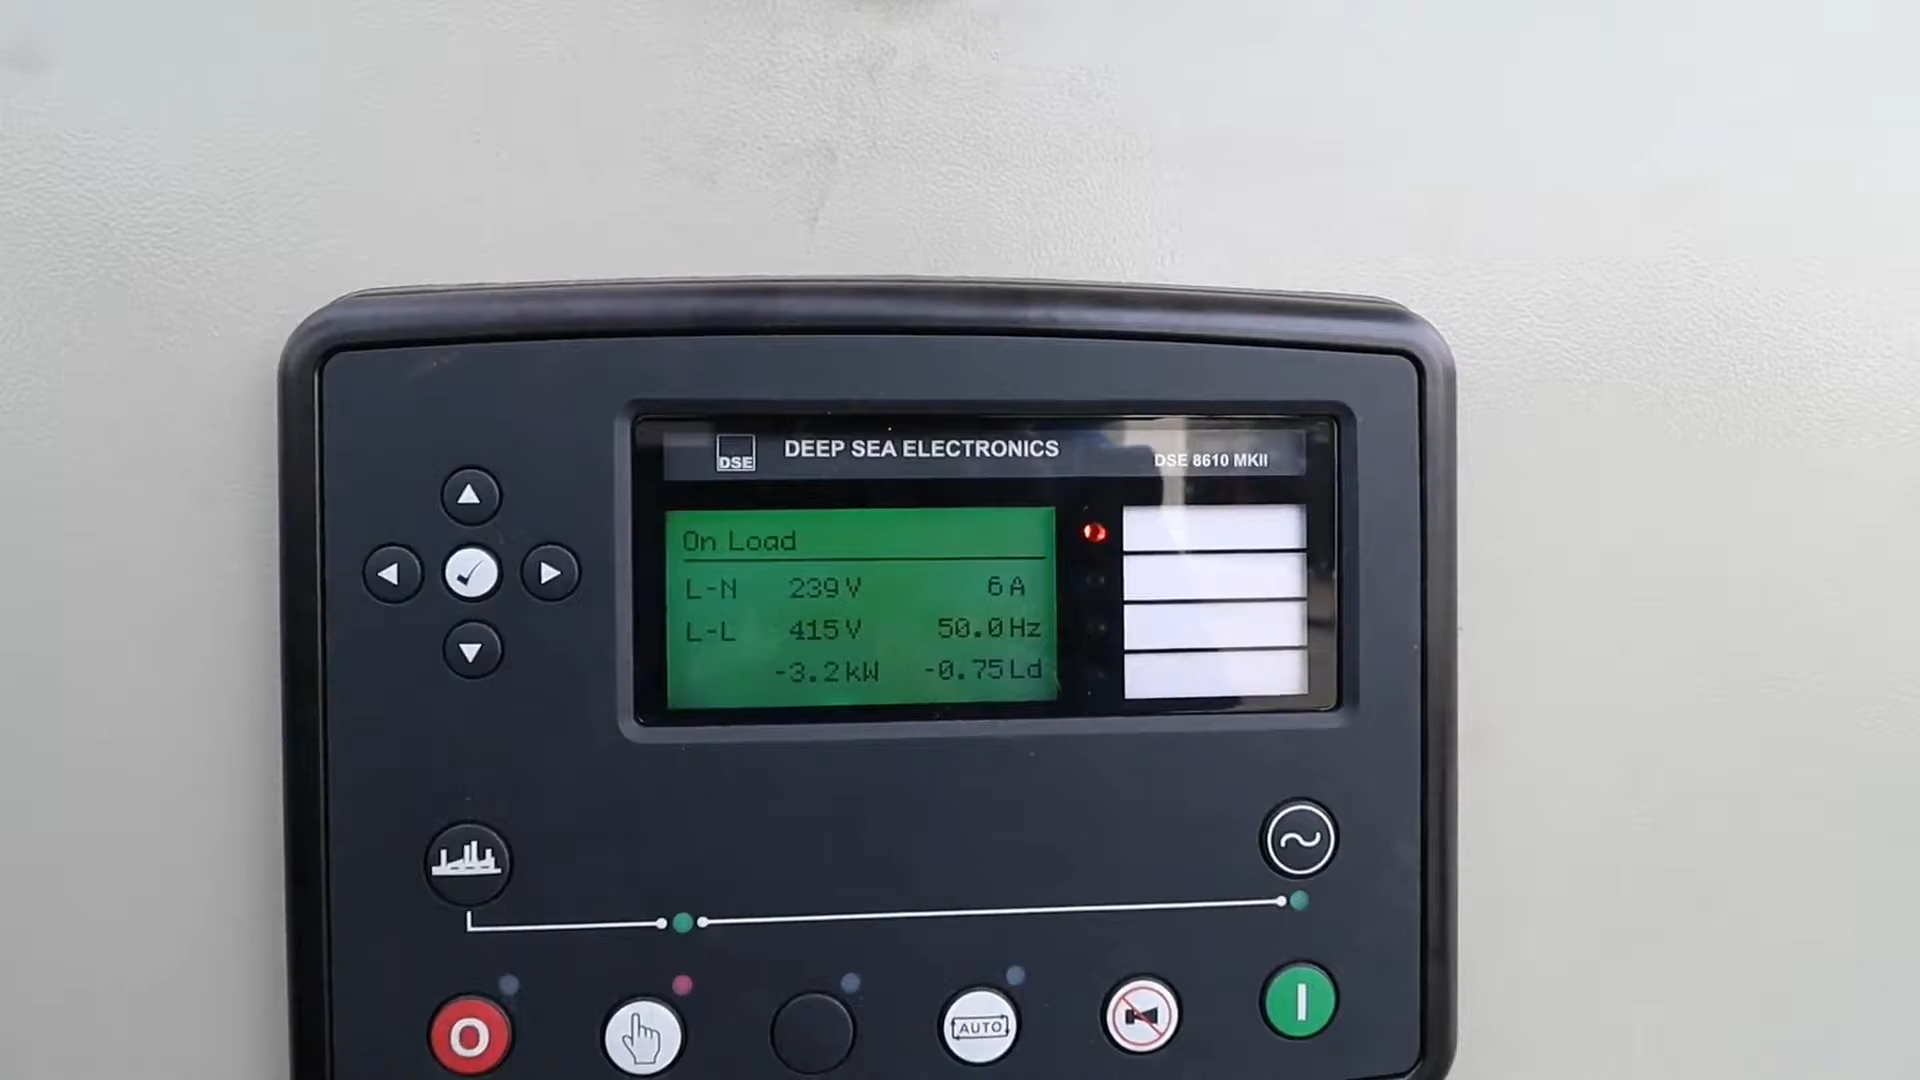 DSE DEEP SEA ELECTRONICS
DSE 8610 MKII
On Load
L-N 239V 6A
L-L 415V 50.0Hz
-3.2kW -0.75Ld
O
AUTO
I